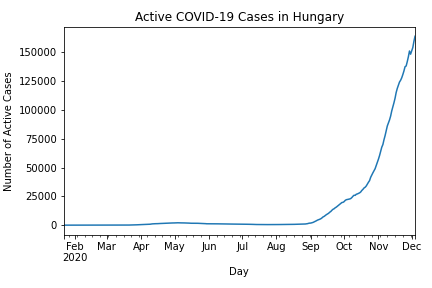 Active COVID-19 Cases in Hungary
Number of Active Cases
150000
125000
100000
75000
50000
25000
0
Feb Mar Apr May Jun Jul Aug Sep Oct Nov Dec
2020
Day